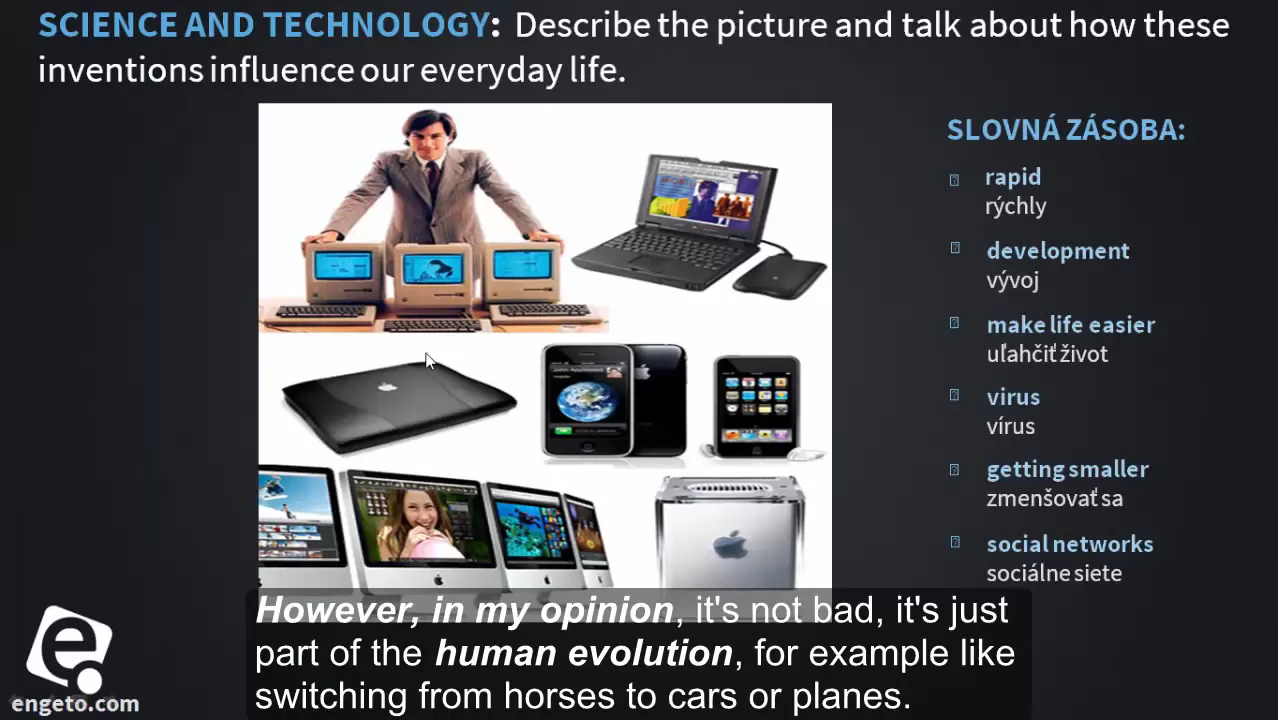 SCIENCE AND TECHNOLOGY: Describe the picture and talk about how these
inventions influence our everyday life.
SLOVNÁ ZÁSOBA:
rapid
rýchly
development
vývoj
make life easier
uľahčiť život
virus
vírus
getting smaller
zmenšovať sa
social networks
sociálne siete
However, in my opinion, it's not bad, it's just
part of the human evolution, for example like
switching from horses to cars or planes.
e
engeto.com